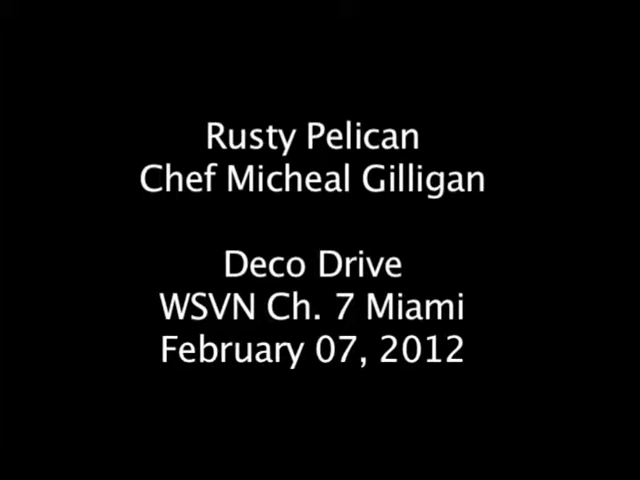 Rusty Pelican
Chef Micheal Gilligan
Deco Drive
WSVN Ch. 7 Miami
February 07, 2012